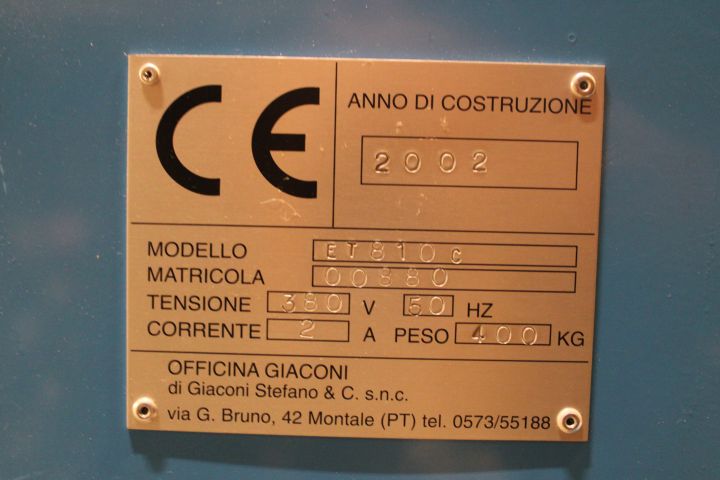 CE
ANNO DI COSTRUZIONE
2002
MODELLO ET810C
MATRICOLA 00880
TENSIONE 380 V 50 HZ
CORRENTE 2 A PESO 400 KG
OFFICINA GIACONI
di Giaconi Stefano & C. s.n.c.
via G. Bruno, 42 Montale (PT) tel. 0573/55188